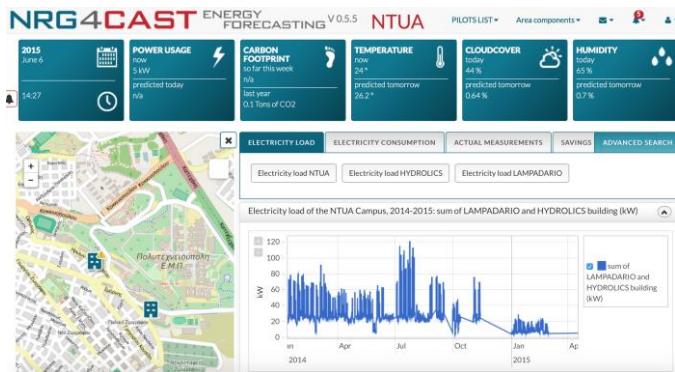 NRG4CAST ENERGY FORECASTING V 0.5.5 NTUA
PILOTS LIST
Area components
5
2015
June 6
14:27
POWER USAGE
now
5 kW
predicted today
n/a
CARBON
FOOTPRINT
so far this week
n/a
last year
0.1 Tons of CO2
TEMPERATURE
now
24 °
predicted tomorrow
26.2 °
CLOUDCOVER
today
44 %
predicted tomorrow
0.64 %
HUMIDITY
today
65 %
predicted tomorrow
0.7 %
+
-
Πολυτεχνειούπολη
Ε.Μ.Π.
ELECTRICITY LOAD
ELECTRICITY CONSUMPTION
ACTUAL MEASUREMENTS
SAVINGS
ADVANCED SEARCH
Electricity load NTUA
Electricity load HYDROLICS
Electricity load LAMPADARIO
Electricity load of the NTUA Campus, 2014-2015: sum of LAMPADARIO and HYDROLICS building (kW)
120
100
80
60
40
20
0
kW
Apr
Jul
Oct
Jan
Ap
2014
2015
sum of
LAMPADARIO and
HYDROLICS building
(kW)